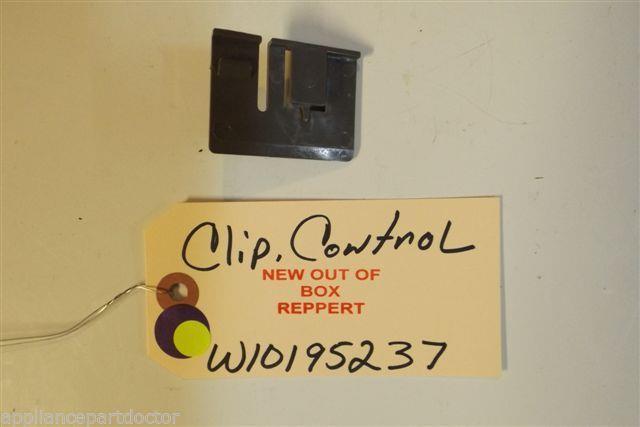 Clip. Control
NEW OUT OF
BOX
REPPERT
W10195237
appliancepartdoctor